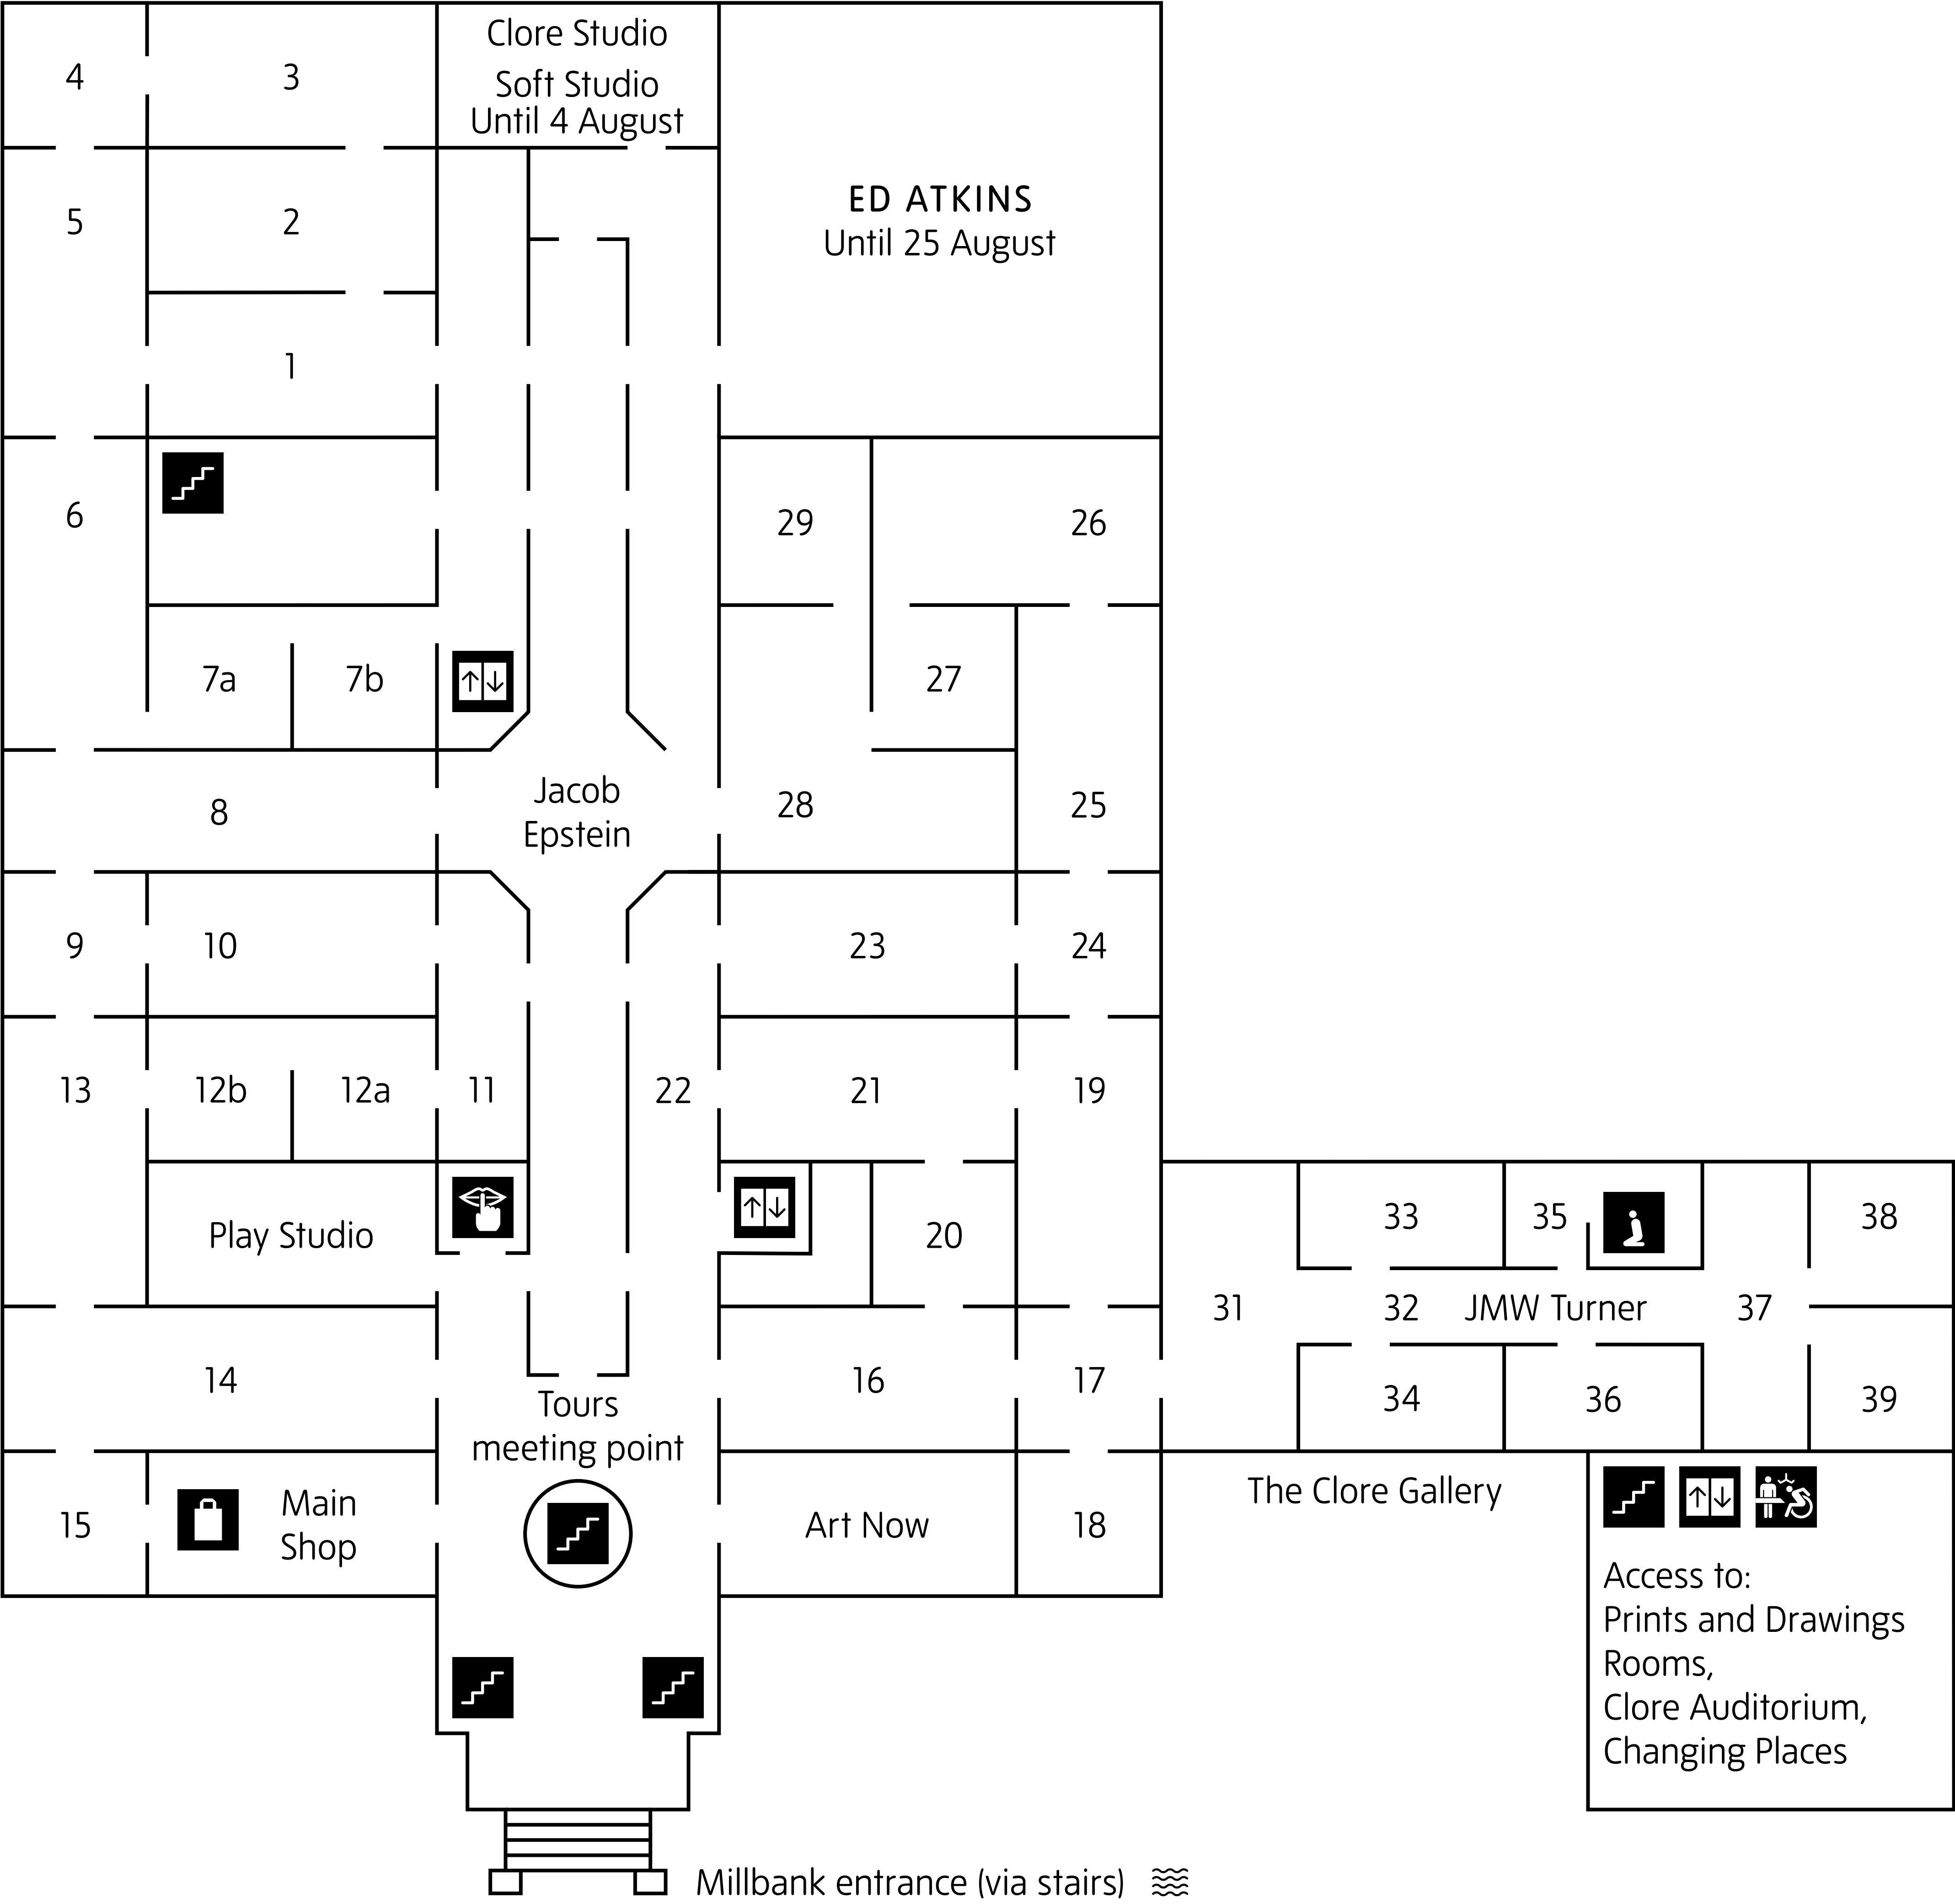 4
3
Clore Studio
Soft Studio
Until 4 August
5
2
ED ATKINS
Until 25 August
1
6
29
26
7a
7b
27
8
Jacob
Epstein
28
25
9
10
23
24
13
12b
12a
11
22
21
19
Play Studio
20
33
35
38
31
32
JMW Turner
37
14
Tours
meeting point
16
17
34
36
39
15
Main
Shop
Art Now
18
The Clore Gallery
Access to:
Prints and Drawings
Rooms,
Clore Auditorium,
Changing Places
Millbank entrance (via stairs)